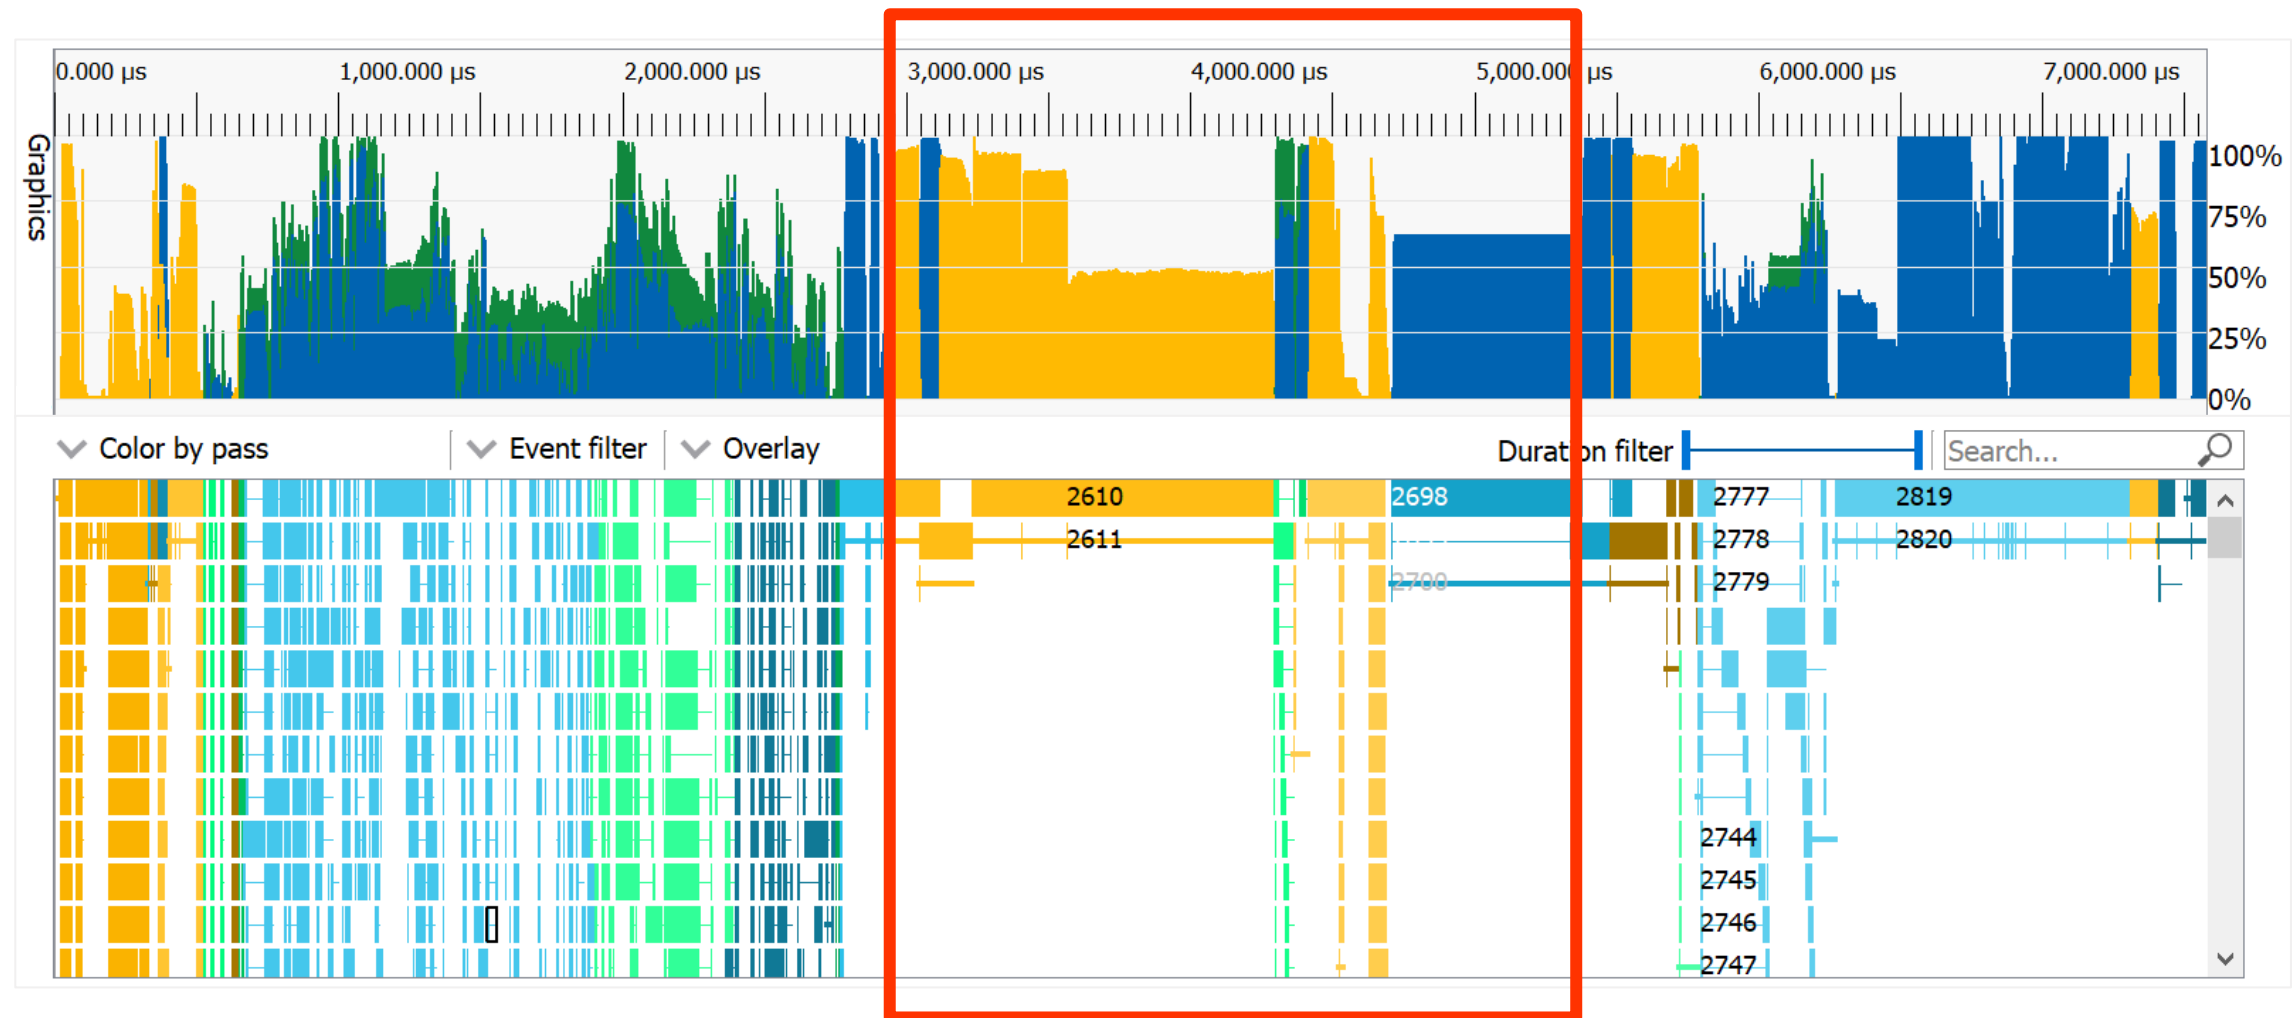 0.000 µs 1,000.000 µs 2,000.000 µs 3,000.000 µs 4,000.000 µs 5,000.000 µs 6,000.000 µs 7,000.000 µs
Graphics
100%
75%
50%
25%
0%
Color by pass Event filter Overlay Duration filter Search...
2610 2698 2777 2819
2611 2778 2820
2700 2779
2744
2745
2746
2747